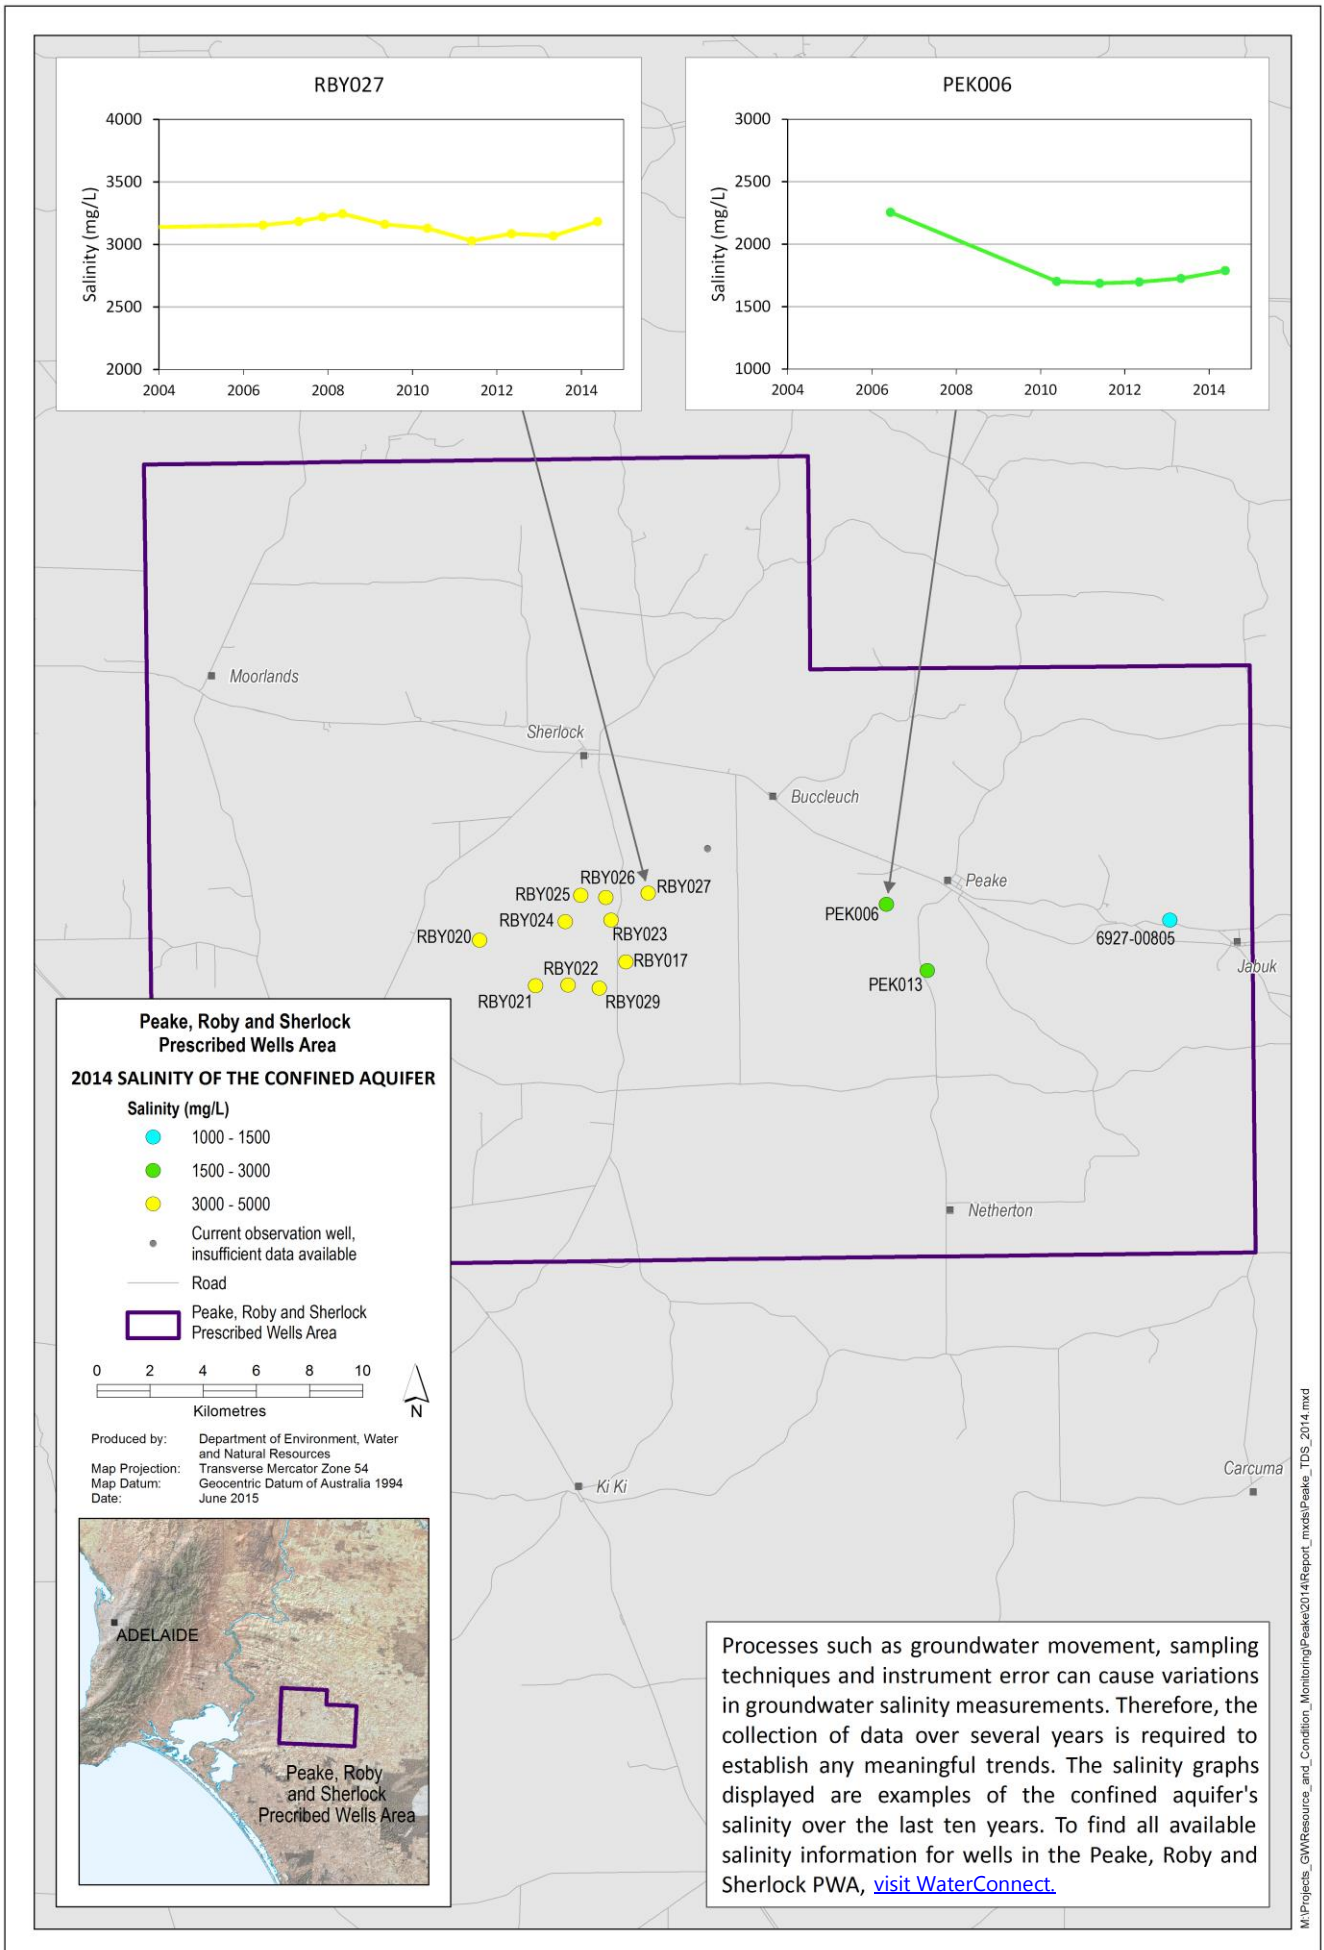 RBY027
4000
3500
3000
2500
2000
Salinity (mg/L)
2004 2006 2008 2010 2012 2014
PEK006
3000
2500
2000
1500
1000
Salinity (mg/L)
2004 2006 2008 2010 2012 2014
Moorlands
Sherlock
Buccleuch
Peake
RBY026
RBY027
RBY025
RBY024
RBY023
RBY020
RBY017
RBY022
RBY021
RBY029
PEK006
PEK013
6927-00805
Jabuk
Netherton
Ki Ki
Carcuma
Peake, Roby and Sherlock
Prescribed Wells Area
2014 SALINITY OF THE CONFINED AQUIFER
Salinity (mg/L)
1000 - 1500
1500 - 3000
3000 - 5000
Current observation well,
insufficient data available
Road
Peake, Roby and Sherlock
Prescribed Wells Area
0 2 4 6 8 10
Kilometres
N
Produced by: Department of Environment, Water
and Natural Resources
Map Projection: Transverse Mercator Zone 54
Map Datum: Geocentric Datum of Australia 1994
Date: June 2015
ADELAIDE
Peake, Roby
and Sherlock
Precribed Wells Area
Processes such as groundwater movement, sampling
techniques and instrument error can cause variations
in groundwater salinity measurements. Therefore, the
collection of data over several years is required to
establish any meaningful trends. The salinity graphs
displayed are examples of the confined aquifer's
salinity over the last ten years. To find all available
salinity information for wells in the Peake, Roby and
Sherlock PWA, visit WaterConnect.
M:\Projects_GW\Resource_and_Condition_Monitoring\Peake\2014\Report_mxds\Peake_TDS_2014.mxd